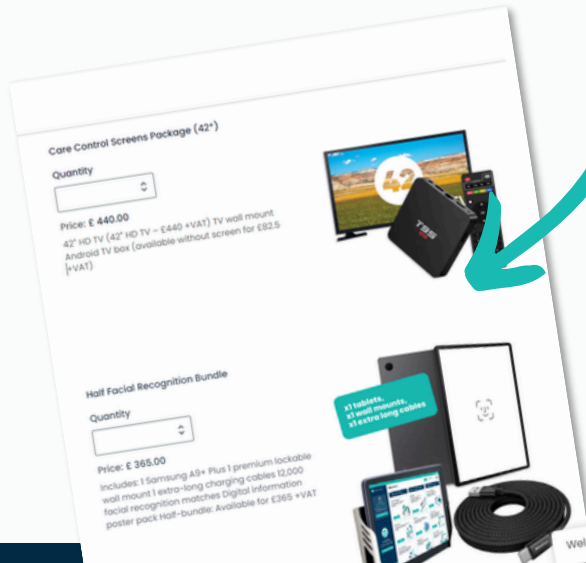 Care Control Screens Package (42")
Quantity
Price: £ 440.00
42" HD TV (42" HD TV - £440 +VAT) TV wall mount
Android TV box (available without screen for £82.5
+VAT)
42
T95
Half Facial Recognition Bundle
Quantity
Price: £ 365.00
Includes: 1 Samsung A9+ Plus 1 premium lockable
wall mount 1 extra-long charging cables 12,000
facial recognition matches Digital information
poster pack Half-bundle: Available for £365 +VAT
x1 tablets,
x1 wall mounts,
x1 extra long cables